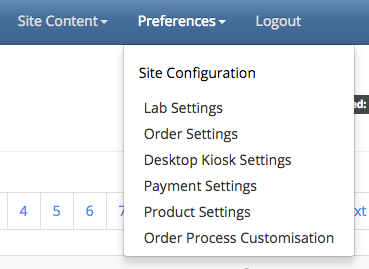 Site Content Preferences Logout
Site Configuration
Lab Settings
ed:
Order Settings
Desktop Kiosk Settings
Payment Settings
4 5 6 7 Product Settings xt
Order Process Customisation